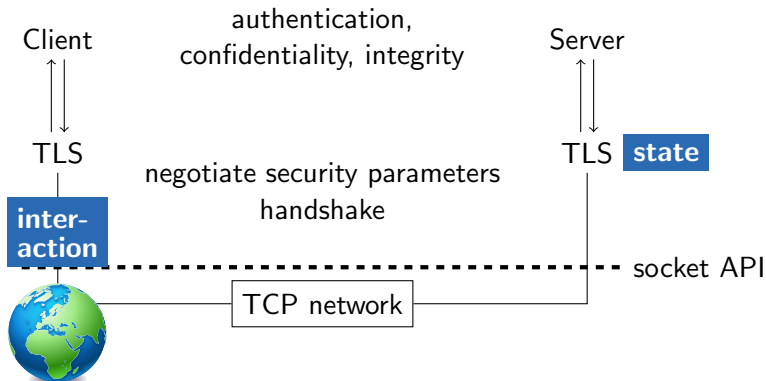 authentication,
Client
confidentiality, integrity
Server
TLS
TLS
state
negotiate security parameters
handshake
inter-
action
socket API
TCP network